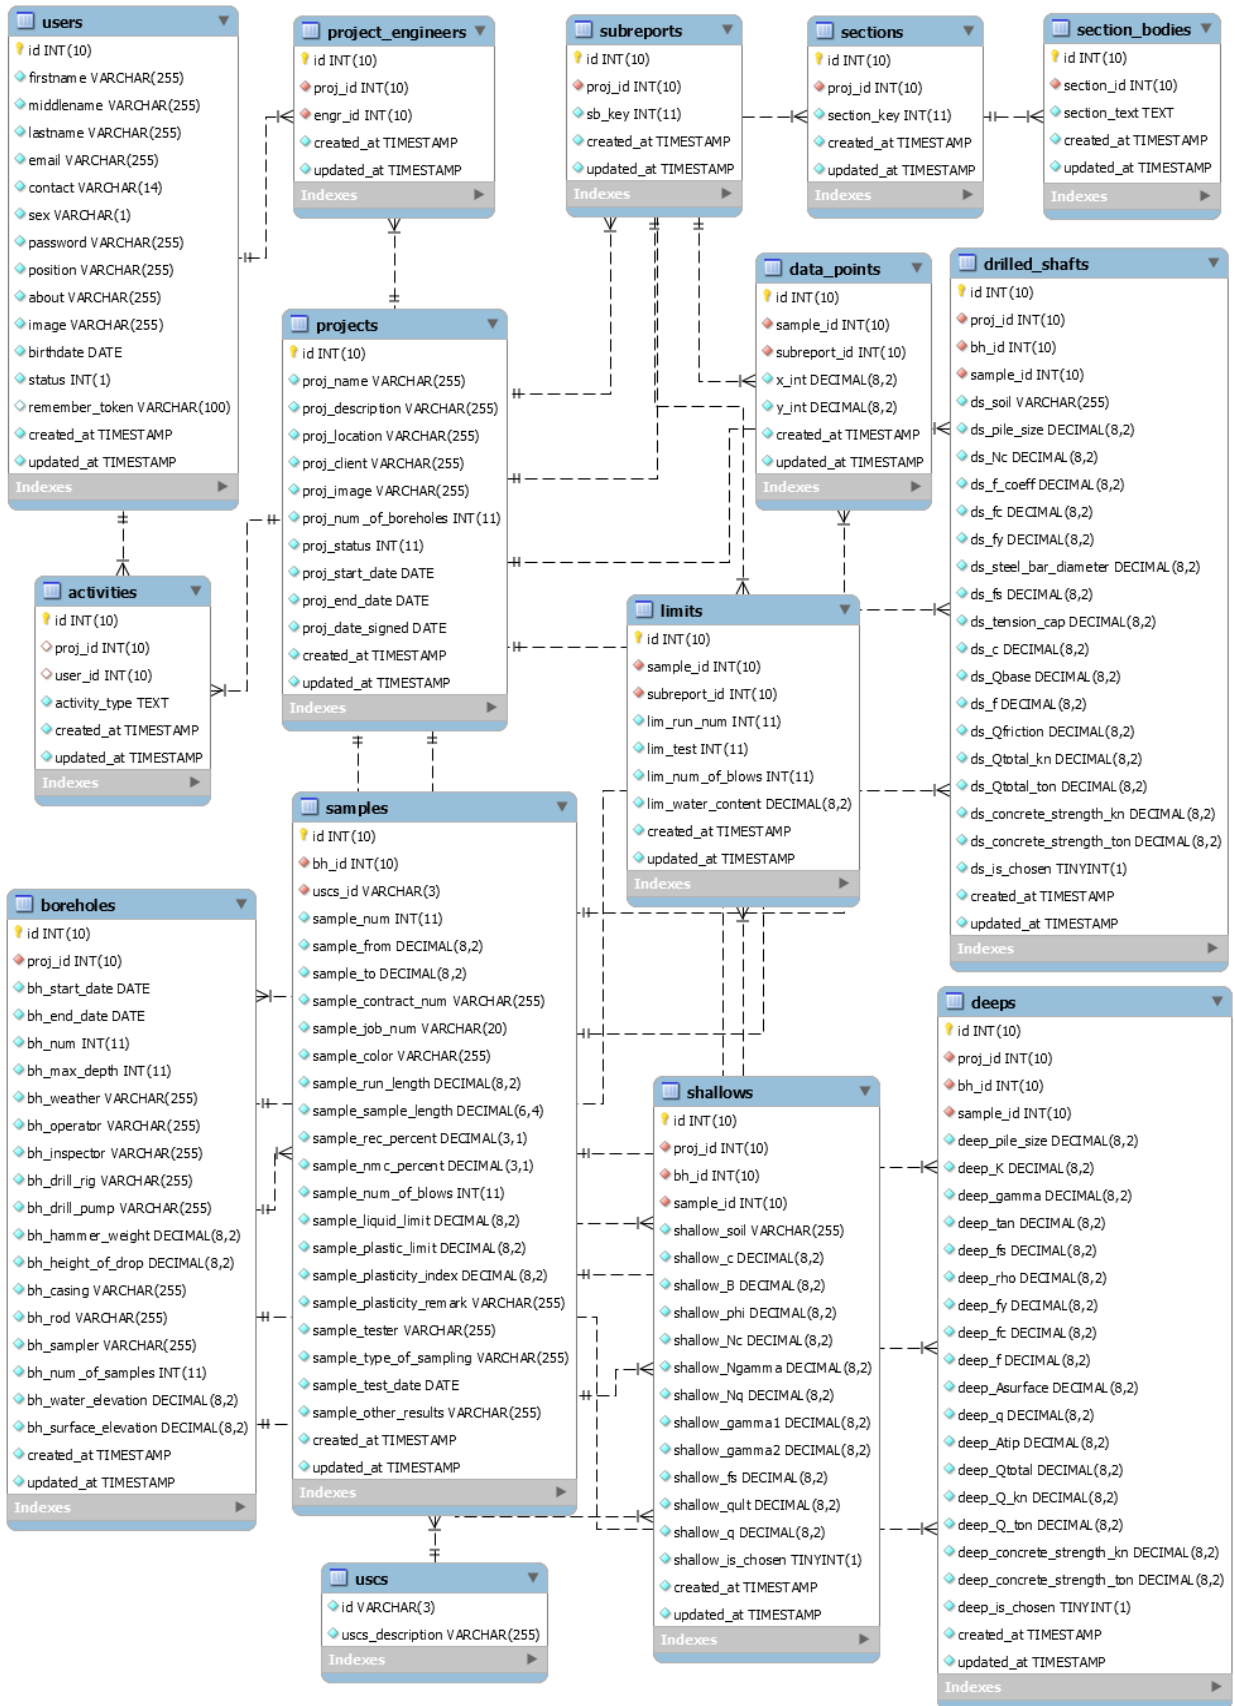 users
id INT(10)
firstname VARCHAR(255)
middlename VARCHAR(255)
lastname VARCHAR(255)
email VARCHAR(255)
contact VARCHAR(14)
sex VARCHAR(1)
password VARCHAR(255)
position VARCHAR(255)
about VARCHAR(255)
image VARCHAR(255)
birthdate DATE
status INT(1)
remember_token VARCHAR(100)
created_at TIMESTAMP
updated_at TIMESTAMP
Indexes
project_engineers
id INT(10)
proj_id INT(10)
engr_id INT(10)
created_at TIMESTAMP
updated_at TIMESTAMP
Indexes
subreports
id INT(10)
proj_id INT(10)
sb_key INT(11)
created_at TIMESTAMP
updated_at TIMESTAMP
Indexes
sections
id INT(10)
proj_id INT(10)
section_key INT(11)
created_at TIMESTAMP
updated_at TIMESTAMP
Indexes
section_bodies
id INT(10)
section_id INT(10)
section_text TEXT
created_at TIMESTAMP
updated_at TIMESTAMP
Indexes
projects
id INT(10)
proj_name VARCHAR(255)
proj_description VARCHAR(255)
proj_location VARCHAR(255)
proj_client VARCHAR(255)
proj_image VARCHAR(255)
proj_num_of_boreholes INT(11)
proj_status INT(11)
proj_start_date DATE
proj_end_date DATE
proj_date_signed DATE
created_at TIMESTAMP
updated_at TIMESTAMP
Indexes
data_points
id INT(10)
sample_id INT(10)
subreport_id INT(10)
x_int DECIMAL(8,2)
y_int DECIMAL(8,2)
created_at TIMESTAMP
updated_at TIMESTAMP
Indexes
drilled_shafts
id INT(10)
proj_id INT(10)
bh_id INT(10)
sample_id INT(10)
ds_soil VARCHAR(255)
ds_pile_size DECIMAL(8,2)
ds_Nc DECIMAL(8,2)
ds_f_coeff DECIMAL(8,2)
ds_fc DECIMAL(8,2)
ds_fy DECIMAL(8,2)
ds_steel_bar_diameter DECIMAL(8,2)
ds_fs DECIMAL(8,2)
ds_tension_cap DECIMAL(8,2)
ds_c DECIMAL(8,2)
ds_Qbase DECIMAL(8,2)
ds_f DECIMAL(8,2)
ds_Qfriction DECIMAL(8,2)
ds_Qtotal_kn DECIMAL(8,2)
ds_Qtotal_ton DECIMAL(8,2)
ds_concrete_strength_kn DECIMAL(8,2)
ds_concrete_strength_ton DECIMAL(8,2)
ds_is_chosen TINYINT(1)
created_at TIMESTAMP
updated_at TIMESTAMP
Indexes
activities
id INT(10)
proj_id INT(10)
user_id INT(10)
activity_type TEXT
created_at TIMESTAMP
updated_at TIMESTAMP
Indexes
limits
id INT(10)
sample_id INT(10)
subreport_id INT(10)
lim_run_num INT(11)
lim_test INT(11)
lim_num_of_blows INT(11)
lim_water_content DECIMAL(8,2)
created_at TIMESTAMP
updated_at TIMESTAMP
Indexes
samples
id INT(10)
bh_id INT(10)
uscs_id VARCHAR(3)
sample_num INT(11)
sample_from DECIMAL(8,2)
sample_to DECIMAL(8,2)
sample_contract_num VARCHAR(255)
sample_job_num VARCHAR(20)
sample_color VARCHAR(255)
sample_run_length DECIMAL(8,2)
sample_sample_length DECIMAL(6,4)
sample_rec_percent DECIMAL(3,1)
sample_nmc_percent DECIMAL(3,1)
sample_num_of_blows INT(11)
sample_liquid_limit DECIMAL(8,2)
sample_plastic_limit DECIMAL(8,2)
sample_plasticity_index DECIMAL(8,2)
sample_plasticity_remark VARCHAR(255)
sample_tester VARCHAR(255)
sample_type_of_sampling VARCHAR(255)
sample_test_date DATE
sample_other_results VARCHAR(255)
created_at TIMESTAMP
updated_at TIMESTAMP
Indexes
boreholes
id INT(10)
proj_id INT(10)
bh_start_date DATE
bh_end_date DATE
bh_num INT(11)
bh_max_depth INT(11)
bh_weather VARCHAR(255)
bh_operator VARCHAR(255)
bh_inspector VARCHAR(255)
bh_drill_rig VARCHAR(255)
bh_drill_pump VARCHAR(255)
bh_hammer_weight DECIMAL(8,2)
bh_height_of_drop DECIMAL(8,2)
bh_casing VARCHAR(255)
bh_rod VARCHAR(255)
bh_sampler VARCHAR(255)
bh_num_of_samples INT(11)
bh_water_elevation DECIMAL(8,2)
bh_surface_elevation DECIMAL(8,2)
created_at TIMESTAMP
updated_at TIMESTAMP
Indexes
shallows
id INT(10)
proj_id INT(10)
bh_id INT(10)
sample_id INT(10)
shallow_soil VARCHAR(255)
shallow_c DECIMAL(8,2)
shallow_B DECIMAL(8,2)
shallow_phi DECIMAL(8,2)
shallow_Nc DECIMAL(8,2)
shallow_Ngamma DECIMAL(8,2)
shallow_Nq DECIMAL(8,2)
shallow_gamma1 DECIMAL(8,2)
shallow_gamma2 DECIMAL(8,2)
shallow_fs DECIMAL(8,2)
shallow_qult DECIMAL(8,2)
shallow_q DECIMAL(8,2)
shallow_is_chosen TINYINT(1)
created_at TIMESTAMP
updated_at TIMESTAMP
Indexes
deeps
id INT(10)
proj_id INT(10)
bh_id INT(10)
sample_id INT(10)
deep_pile_size DECIMAL(8,2)
deep_K DECIMAL(8,2)
deep_gamma DECIMAL(8,2)
deep_tan DECIMAL(8,2)
deep_fs DECIMAL(8,2)
deep_rho DECIMAL(8,2)
deep_fy DECIMAL(8,2)
deep_fc DECIMAL(8,2)
deep_f DECIMAL(8,2)
deep_Asurface DECIMAL(8,2)
deep_q DECIMAL(8,2)
deep_Atip DECIMAL(8,2)
deep_Qtotal DECIMAL(8,2)
deep_Q_kn DECIMAL(8,2)
deep_Q_ton DECIMAL(8,2)
deep_concrete_strength_kn DECIMAL(8,2)
deep_concrete_strength_ton DECIMAL(8,2)
deep_is_chosen TINYINT(1)
created_at TIMESTAMP
updated_at TIMESTAMP
Indexes
uscs
id VARCHAR(3)
uscs_description VARCHAR(255)
Indexes